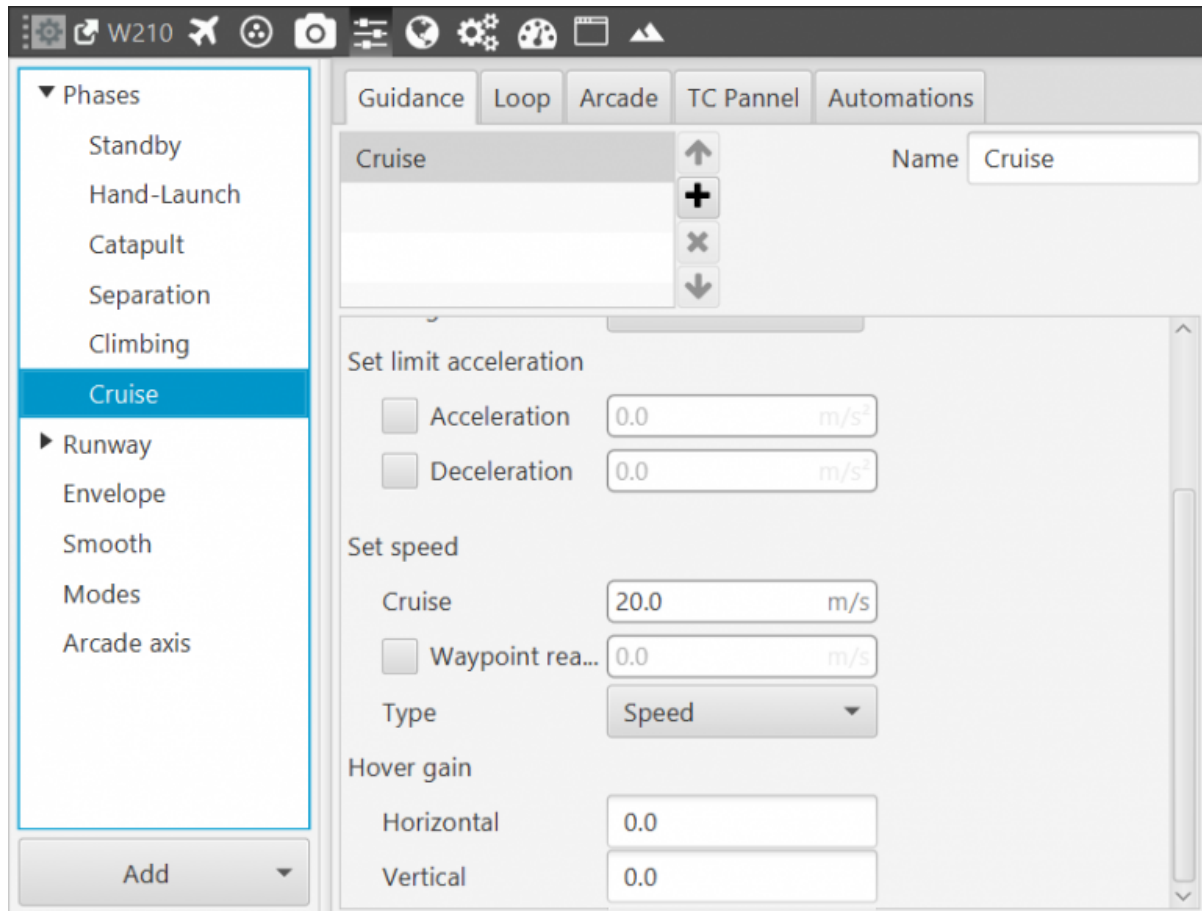 W210
Phases
Standby
Hand-Launch
Catapult
Separation
Climbing
Cruise
Runway
Envelope
Smooth
Modes
Arcade axis
Add
Guidance Loop Arcade TC Pannel Automations
Cruise
Name Cruise
Set limit acceleration
Acceleration 0.0 m/s²
Deceleration 0.0 m/s²
Set speed
Cruise 20.0 m/s
Waypoint rea... 0.0 m/s
Type Speed
Hover gain
Horizontal 0.0
Vertical 0.0